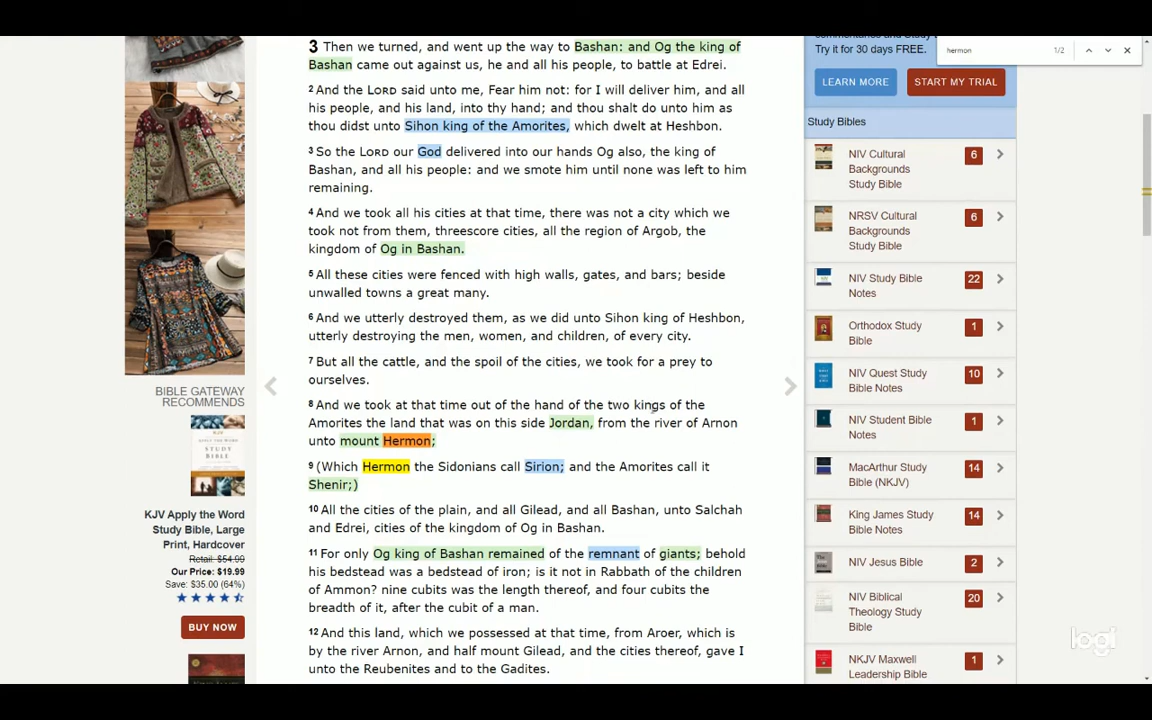 3 Then we turned, and went up the way to Bashan: and Og the king of
Bashan came out against us, he and all his people, to battle at Edrei.
2 And the LORD said unto me, Fear him not: for I will deliver him, and all
his people, and his land, into thy hand; and thou shalt do unto him as
thou didst unto Sihon king of the Amorites, which dwelt at Heshbon.
3 So the LORD our God delivered into our hands Og also, the king of
Bashan, and all his people: and we smote him until none was left to him
remaining.
4 And we took all his cities at that time, there was not a city which we
took not from them, threescore cities, all the region of Argob, the
kingdom of Og in Bashan.
5 All these cities were fenced with high walls, gates, and bars; beside
unwalled towns a great many.
6 And we utterly destroyed them, as we did unto Sihon king of Heshbon,
utterly destroying the men, women, and children, of every city.
7 But all the cattle, and the spoil of the cities, we took for a prey to
ourselves.
8 And we took at that time out of the hand of the two kings of the
Amorites the land that was on this side Jordan, from the river of Arnon
unto mount Hermon;
9 (Which Hermon the Sidonians call Sirion; and the Amorites call it
Shenir;)
10 All the cities of the plain, and all Gilead, and all Bashan, unto Salchah
and Edrei, cities of the kingdom of Og in Bashan.
11 For only Og king of Bashan remained of the remnant of giants; behold
his bedstead was a bedstead of iron; is it not in Rabbath of the children
of Ammon? nine cubits was the length thereof, and four cubits the
breadth of it, after the cubit of a man.
12 And this land, which we possessed at that time, from Aroer, which is
by the river Arnon, and half mount Gilead, and the cities thereof, gave I
unto the Reubenites and to the Gadites.
BIBLE GATEWAY
RECOMMENDS
KJV Apply the Word
Study Bible, Large
Print, Hardcover
Retail: $54.99
Our Price: $19.99
Save: $35.00 (64%)
BUY NOW
Try it for 30 days FREE.
hermon 1/2
LEARN MORE START MY TRIAL
Study Bibles
NIV Cultural 6
Backgrounds
Study Bible
NRSV Cultural 6
Backgrounds
Study Bible
NIV Study Bible 22
Notes
Orthodox Study 1
Bible
NIV Quest Study 10
Bible Notes
NIV Student Bible 1
Notes
MacArthur Study 14
Bible (NKJV)
King James Study 14
Bible Notes
NIV Jesus Bible 2
NIV Biblical 20
Theology Study
Bible
NKJV Maxwell 1
Leadership Bible
logi